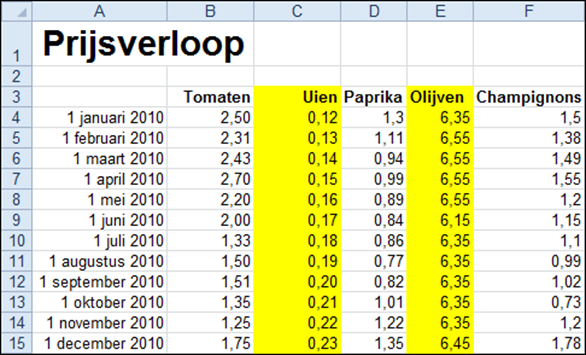 A B C D E F
1 Prijsverloop
2
3 Tomaten Uien Paprika Olijven Champignons
4 1 januari 2010 2,50 0,12 1,3 6,35 1,5
5 1 februari 2010 2,31 0,13 1,11 6,55 1,38
6 1 maart 2010 2,43 0,14 0,94 6,55 1,49
7 1 april 2010 2,70 0,15 0,99 6,55 1,55
8 1 mei 2010 2,20 0,16 0,89 6,55 1,2
9 1 juni 2010 2,00 0,17 0,84 6,15 1,15
10 1 juli 2010 1,33 0,18 0,86 6,35 1,1
11 1 augustus 2010 1,50 0,19 0,77 6,35 0,99
12 1 september 2010 1,51 0,20 0,82 6,35 1,02
13 1 oktober 2010 1,35 0,21 1,01 6,35 0,73
14 1 november 2010 1,25 0,22 1,22 6,35 1,2
15 1 december 2010 1,75 0,23 1,35 6,45 1,78